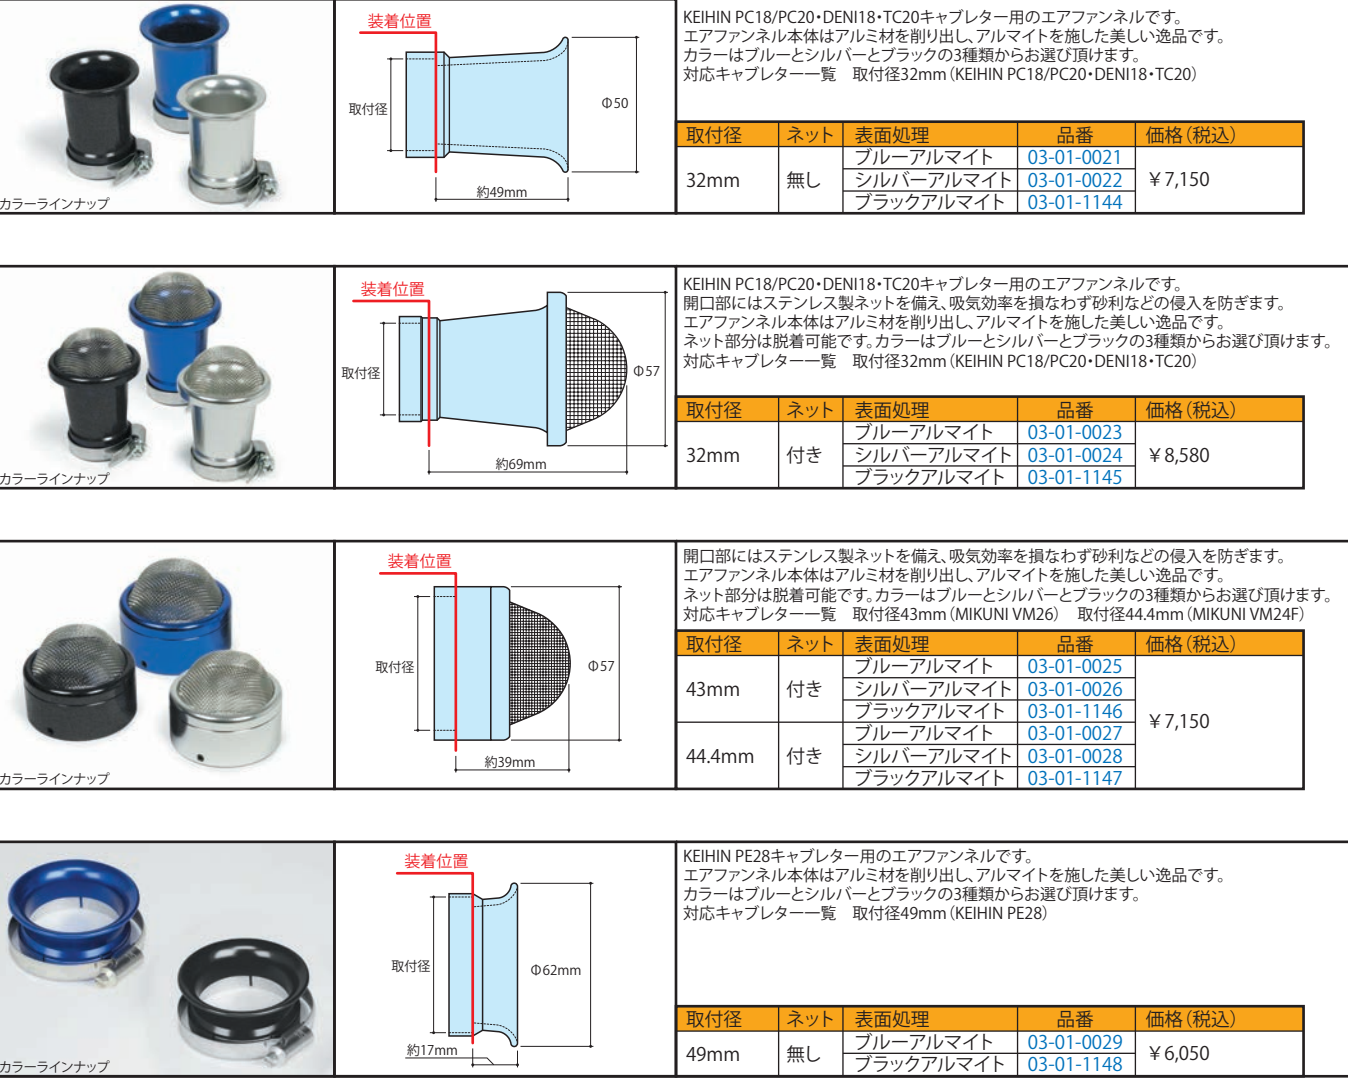 カラーラインナップ
装着位置
取付径
Φ50
約49mm
KEIHIN PC18/PC20・DENI18・TC20キャブレター用のエアファンネルです。
エアファンネル本体はアルミ材を削り出し、アルマイトを施した美しい逸品です。
カラーはブルーとシルバーとブラックの3種類からお選び頂けます。
対応キャブレター一覧　取付径32mm（KEIHIN PC18/PC20・DENI18・TC20）
取付径 ネット 表面処理 品番 価格（税込）
32mm 無し ブルーアルマイト 03-01-0021 ￥7,150
シルバーアルマイト 03-01-0022
ブラックアルマイト 03-01-1144
カラーラインナップ
装着位置
取付径
Φ57
約69mm
KEIHIN PC18/PC20・DENI18・TC20キャブレター用のエアファンネルです。
開口部にはステンレス製ネットを備え、吸気効率を損なわず砂利などの侵入を防ぎます。
エアファンネル本体はアルミ材を削り出し、アルマイトを施した美しい逸品です。
ネット部分は脱着可能です。カラーはブルーとシルバーとブラックの3種類からお選び頂けます。
対応キャブレター一覧　取付径32mm（KEIHIN PC18/PC20・DENI18・TC20）
取付径 ネット 表面処理 品番 価格（税込）
32mm 付き ブルーアルマイト 03-01-0023 ￥8,580
シルバーアルマイト 03-01-0024
ブラックアルマイト 03-01-1145
カラーラインナップ
装着位置
取付径
Φ57
約39mm
開口部にはステンレス製ネットを備え、吸気効率を損なわず砂利などの侵入を防ぎます。
エアファンネル本体はアルミ材を削り出し、アルマイトを施した美しい逸品です。
ネット部分は脱着可能です。カラーはブルーとシルバーとブラックの3種類からお選び頂けます。
対応キャブレター一覧　取付径43mm（MIKUNI VM26）　取付径44.4mm（MIKUNI VM24F）
取付径 ネット 表面処理 品番 価格（税込）
43mm 付き ブルーアルマイト 03-01-0025 ￥7,150
シルバーアルマイト 03-01-0026
ブラックアルマイト 03-01-1146
44.4mm 付き ブルーアルマイト 03-01-0027
シルバーアルマイト 03-01-0028
ブラックアルマイト 03-01-1147
カラーラインナップ
装着位置
取付径
Φ62mm
約17mm
KEIHIN PE28キャブレター用のエアファンネルです。
エアファンネル本体はアルミ材を削り出し、アルマイトを施した美しい逸品です。
カラーはブルーとシルバーとブラックの3種類からお選び頂けます。
対応キャブレター一覧　取付径49mm（KEIHIN PE28）
取付径 ネット 表面処理 品番 価格（税込）
49mm 無し ブルーアルマイト 03-01-0029 ￥6,050
ブラックアルマイト 03-01-1148